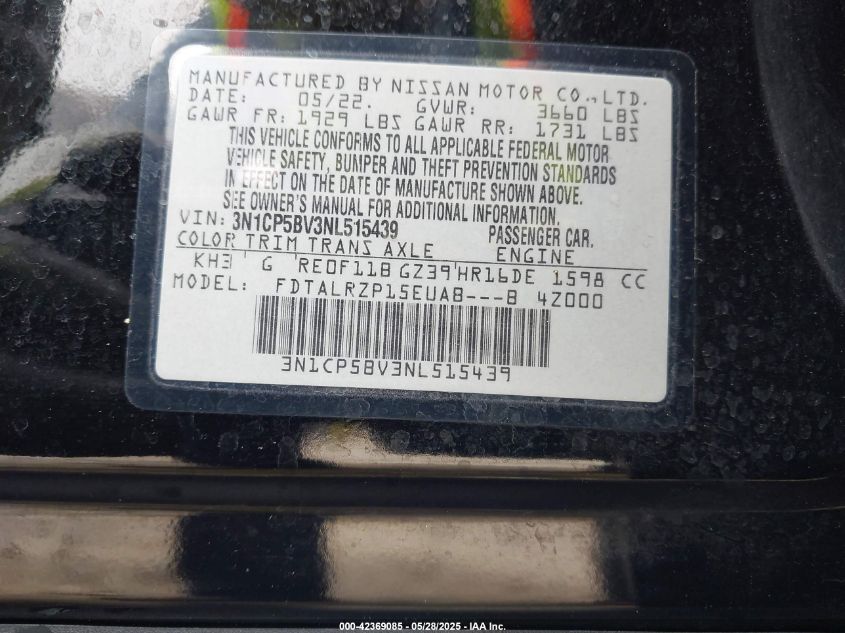 MANUFACTURED BY NISSAN MOTOR CO., LTD.
DATE: 05/22. GVWR: 3660 LBS
GAWR FR: 1929 LBS GAWR RR: 1731 LBS
THIS VEHICLE CONFORMS TO ALL APPLICABLE FEDERAL MOTOR
VEHICLE SAFETY, BUMPER AND THEFT PREVENTION STANDARDS
IN EFFECT ON THE DATE OF MANUFACTURE SHOWN ABOVE.
SEE OWNER'S MANUAL FOR ADDITIONAL INFORMATION.
VIN: 3N1CP5BV3NL515439 PASSENGER CAR.
COLOR TRIM TRANS AXLE ENGINE
KH3 G RE0F11B GZ39 HR16DE 1598 CC
MODEL: FDTALRZP15EUAB---B 4Z000
3N1CP5BV3NL515439
000-42369085 - 05/28/2025 - IAA Inc.